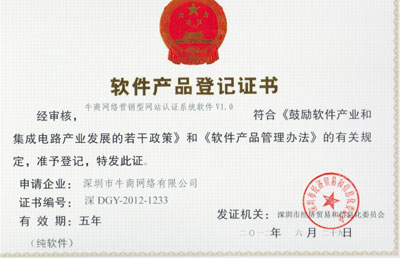 软件产品登记证书
牛商网络营销型网站认证系统软件V1.0
经审核，符合《鼓励软件产业和
集成电路产业发展的若干政策》和《软件产品管理办法》的有关规
定，准予登记，特发此证。
申请企业：深圳市牛商网络有限公司
证书编号：深 DGY-2012-1233
有 效 期：五年
发证机关：深圳市经济贸易和信息化委员会
（纯软件）
二〇一二年 六月